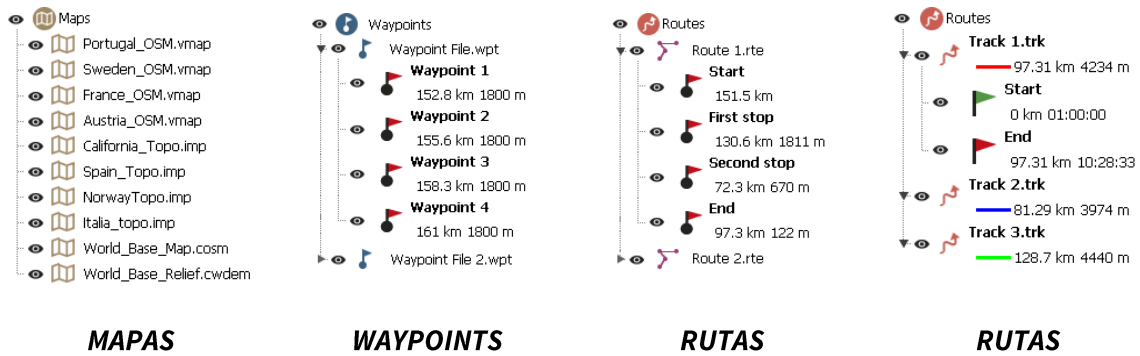 Maps
Portugal_OSM.vmap
Sweden_OSM.vmap
France_OSM.vmap
Austria_OSM.vmap
California_Topo.imp
Spain_Topo.imp
NorwayTopo.imp
Italia_topo.imp
World_Base_Map.cosm
World_Base_Relief.cwdem
MAPAS
Waypoints
Waypoint File.wpt
Waypoint 1
152.8 km 1800 m
Waypoint 2
155.6 km 1800 m
Waypoint 3
158.3 km 1800 m
Waypoint 4
161 km 1800 m
Waypoint File 2.wpt
WAYPOINTS
Routes
Route 1.rte
Start
151.5 km
First stop
130.6 km 1811 m
Second stop
72.3 km 670 m
End
97.3 km 122 m
Route 2.rte
RUTAS
Routes
Track 1.trk
97.31 km 4234 m
Start
0 km 01:00:00
End
97.31 km 10:28:33
Track 2.trk
81.29 km 3974 m
Track 3.trk
128.7 km 4440 m
RUTAS